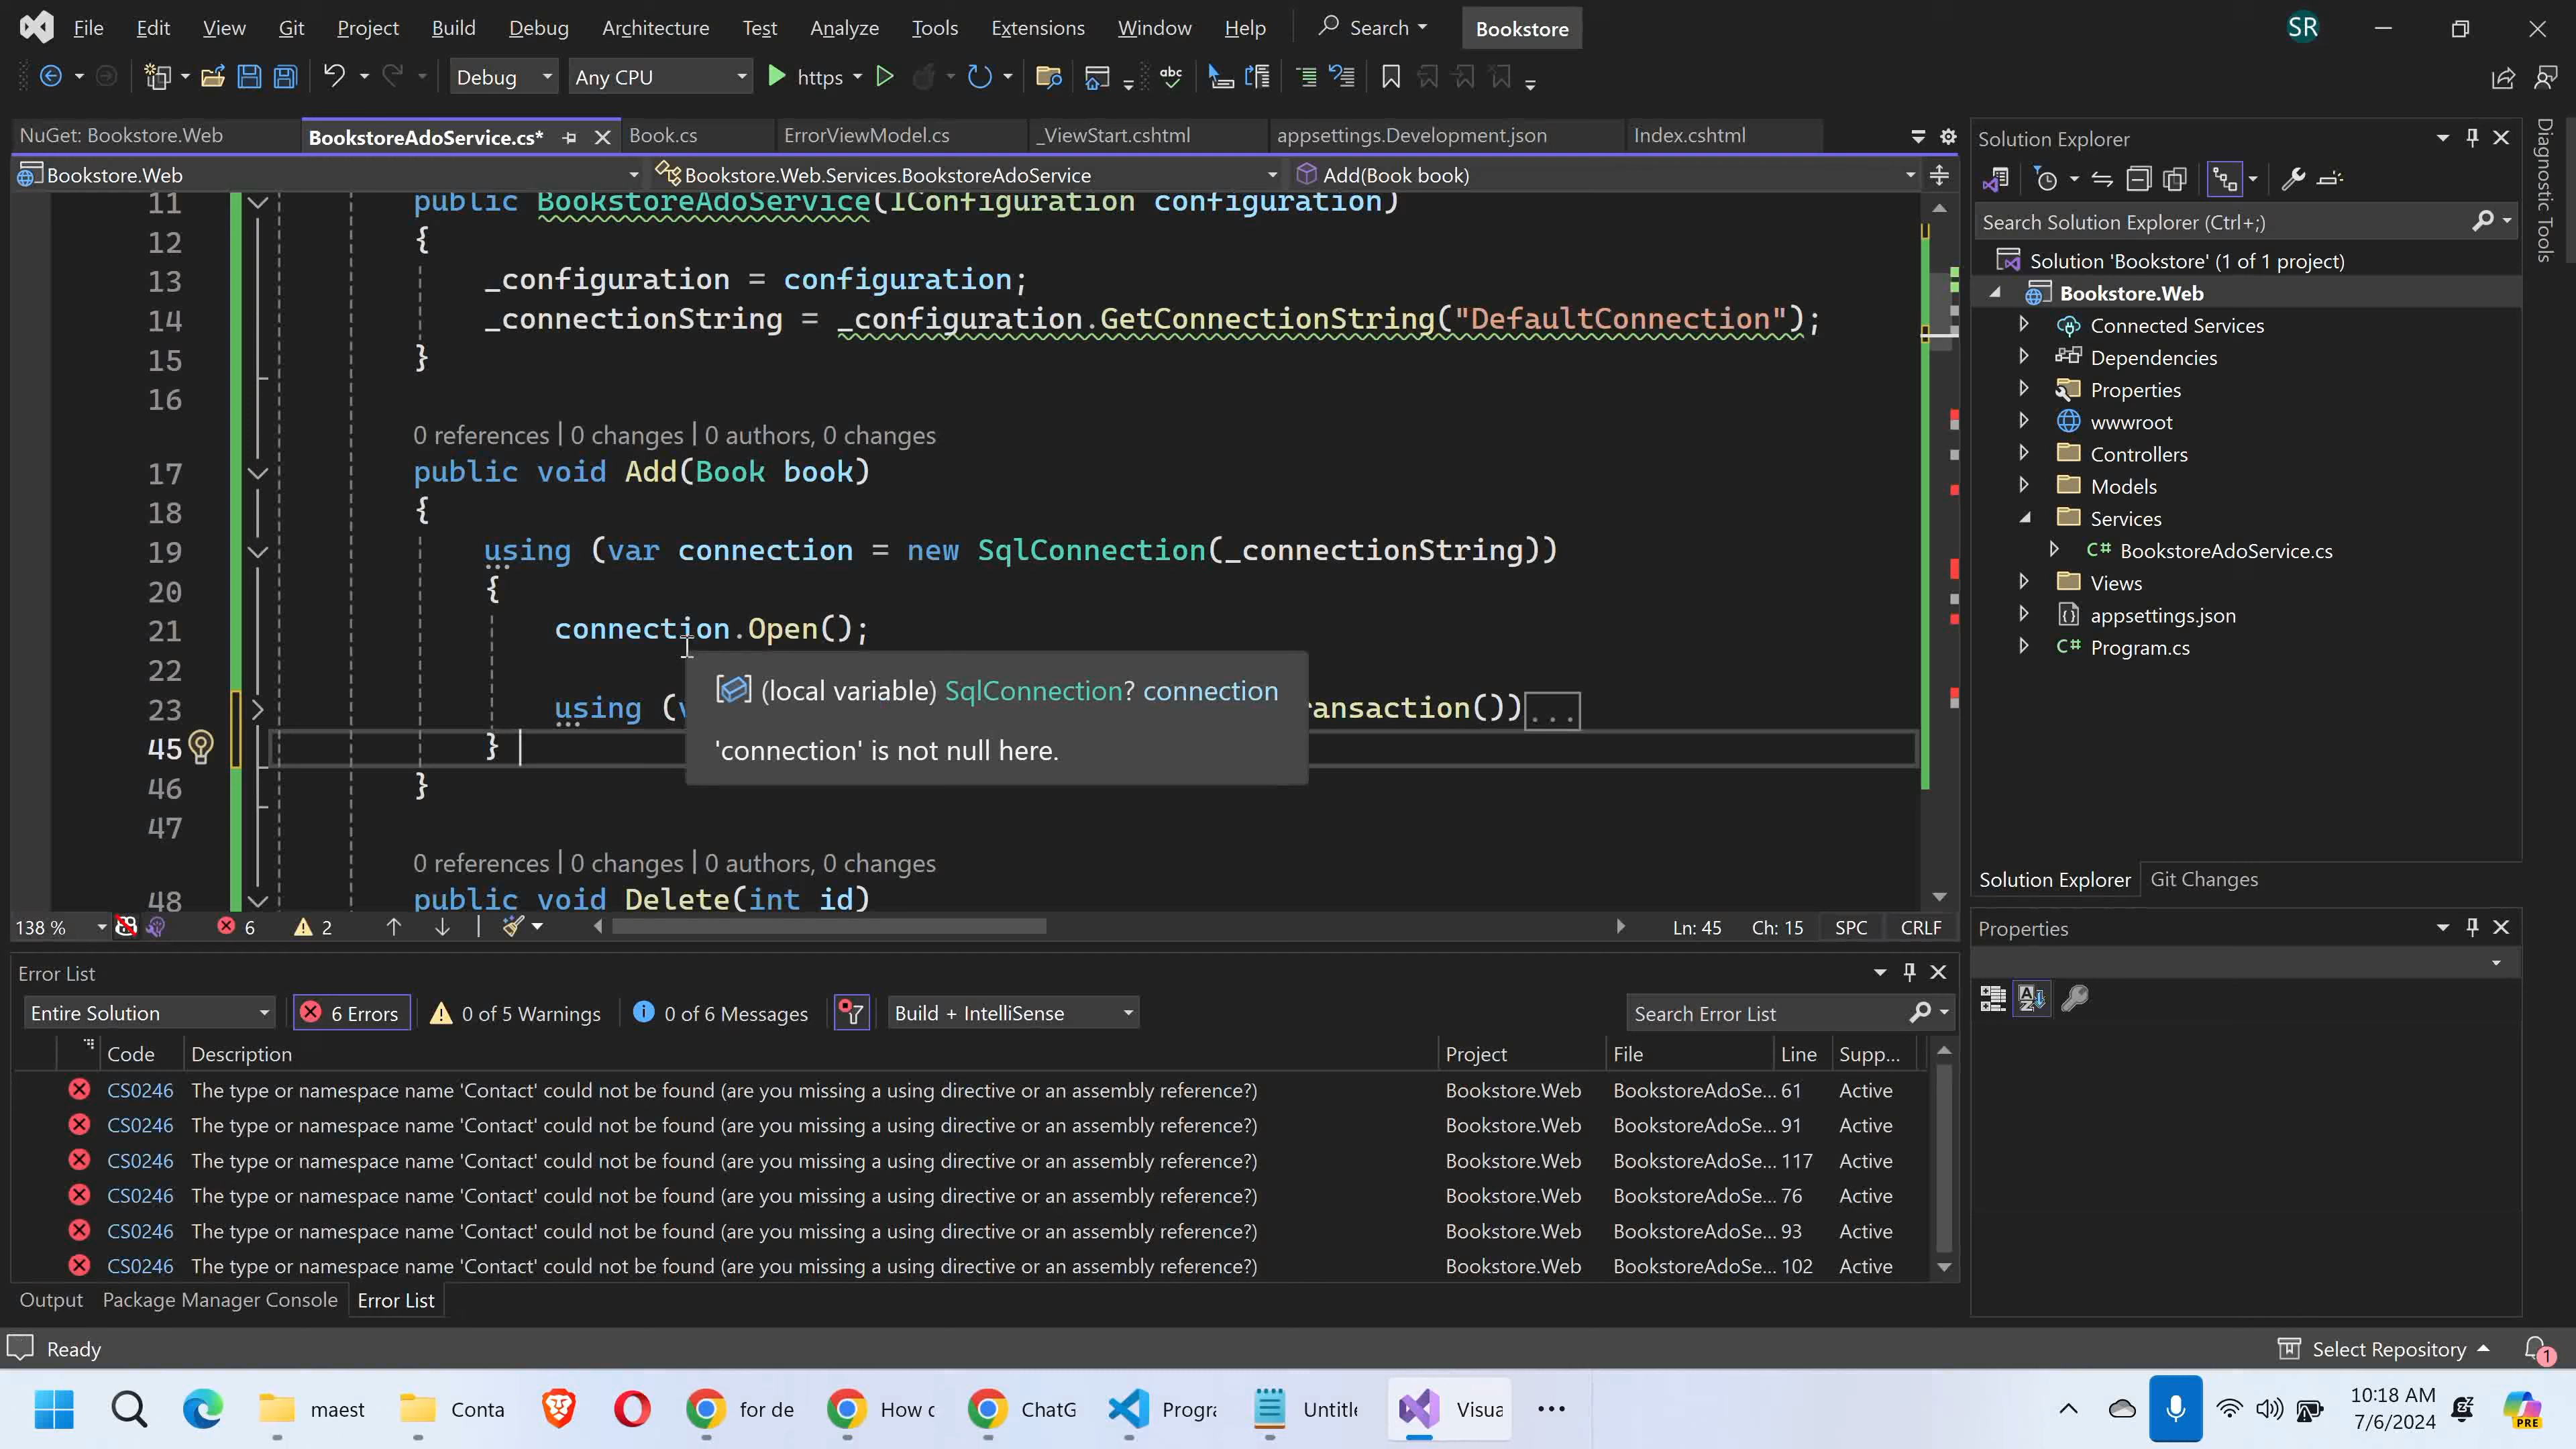 File Edit View Git Project Build Debug Architecture Test Analyze Tools Extensions Window Help Search Bookstore SR
Debug Any CPU https abc
NuGet: Bookstore.Web BookstoreAdoService.cs* Book.cs ErrorViewModel.cs _ViewStart.cshtml appsettings.Development.json Index.cshtml
Bookstore.Web Bookstore.Web.Services.BookstoreAdoService Add(Book book)
11 public BookstoreAdoService(IConfiguration configuration)
12 {
13 _configuration = configuration;
14 _connectionString = _configuration.GetConnectionString("DefaultConnection");
15 }
16
0 references | 0 changes | 0 authors, 0 changes
17 public void Add(Book book)
18 {
19 using (var connection = new SqlConnection(_connectionString))
20 {
21 connection.Open();
22
(local variable) SqlConnection? connection
23 using (v ransaction())...
45 }
'connection' is not null here.
46 }
47
0 references | 0 changes | 0 authors, 0 changes
48 public void Delete(int id)
138 % 6 2 Ln: 45 Ch: 15 SPC CRLF
Error List
Entire Solution 6 Errors 0 of 5 Warnings 0 of 6 Messages Build + IntelliSense Search Error List
Code Description Project File Line Supp...
CS0246 The type or namespace name 'Contact' could not be found (are you missing a using directive or an assembly reference?) Bookstore.Web BookstoreAdoSe... 61 Active
CS0246 The type or namespace name 'Contact' could not be found (are you missing a using directive or an assembly reference?) Bookstore.Web BookstoreAdoSe... 91 Active
CS0246 The type or namespace name 'Contact' could not be found (are you missing a using directive or an assembly reference?) Bookstore.Web BookstoreAdoSe... 117 Active
CS0246 The type or namespace name 'Contact' could not be found (are you missing a using directive or an assembly reference?) Bookstore.Web BookstoreAdoSe... 76 Active
CS0246 The type or namespace name 'Contact' could not be found (are you missing a using directive or an assembly reference?) Bookstore.Web BookstoreAdoSe... 93 Active
CS0246 The type or namespace name 'Contact' could not be found (are you missing a using directive or an assembly reference?) Bookstore.Web BookstoreAdoSe... 102 Active
Output Package Manager Console Error List
Solution Explorer
Search Solution Explorer (Ctrl+;)
Solution 'Bookstore' (1 of 1 project)
Bookstore.Web
Connected Services
Dependencies
Properties
wwwroot
Controllers
Models
Services
C# BookstoreAdoService.cs
Views
appsettings.json
C# Program.cs
Solution Explorer Git Changes
Properties
Diagnostic Tools
Ready Select Repository 1
maest Conta for de How c ChatG Progra Untitle Visua 10:18 AM
7/6/2024 PRE